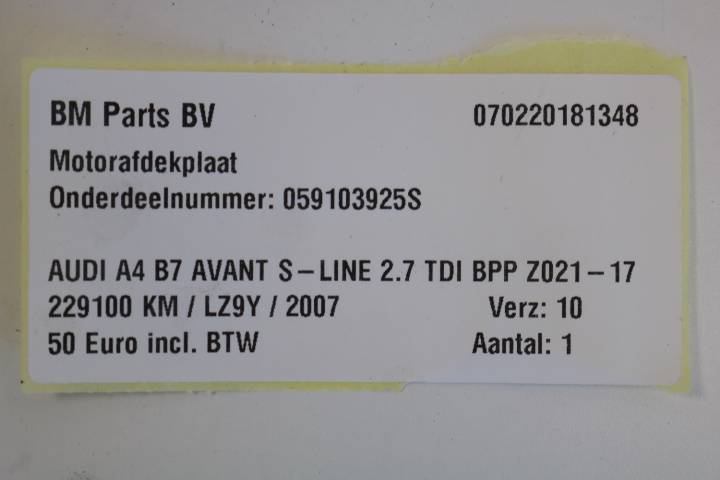 BM Parts BV 070220181348
Motorafdekplaat
Onderdeelnummer: 059103925S
AUDI A4 B7 AVANT S-LINE 2.7 TDI BPP Z021-17
229100 KM / LZ9Y / 2007 Verz: 10
50 Euro incl. BTW Aantal: 1